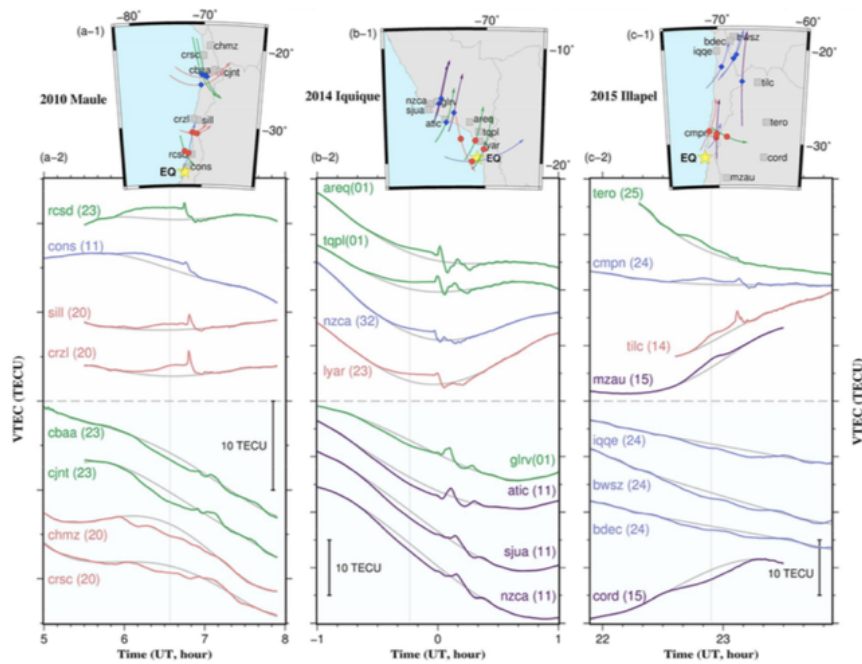 −80° −70°
(a-1)
chmz
crsc
cbaa
cjnt
−20°
2010 Maule
crzl
sill
−30°
rcsd
cons
EQ
(a-2)
−70°
(b-1)
−10°
nzca
glrv
sjua
2014 Iquique
atic
areq
tqpl
lyar
EQ
−20°
(b-2)
−70° −60°
(c-1)
bdec
bwsz
iqqe
−20°
tilc
2015 Illapel
cmpn
tero
−30°
EQ
cord
mzau
(c-2)
VTEC (TECU)
rcsd (23)
cons (11)
sill (20)
crzl (20)
10 TECU
cbaa (23)
cjnt (23)
chmz (20)
crsc (20)
5 6 7 8
Time (UT, hour)
areq(01)
tqpl(01)
nzca (32)
lyar (23)
glrv(01)
atic (11)
sjua (11)
10 TECU
nzca (11)
−1 0 1
Time (UT, hour)
tero (25)
cmpn (24)
tilc (14)
mzau (15)
iqqe (24)
bwsz (24)
bdec (24)
10 TECU
cord (15)
22 23
Time (UT, hour)
VTEC (TECU)